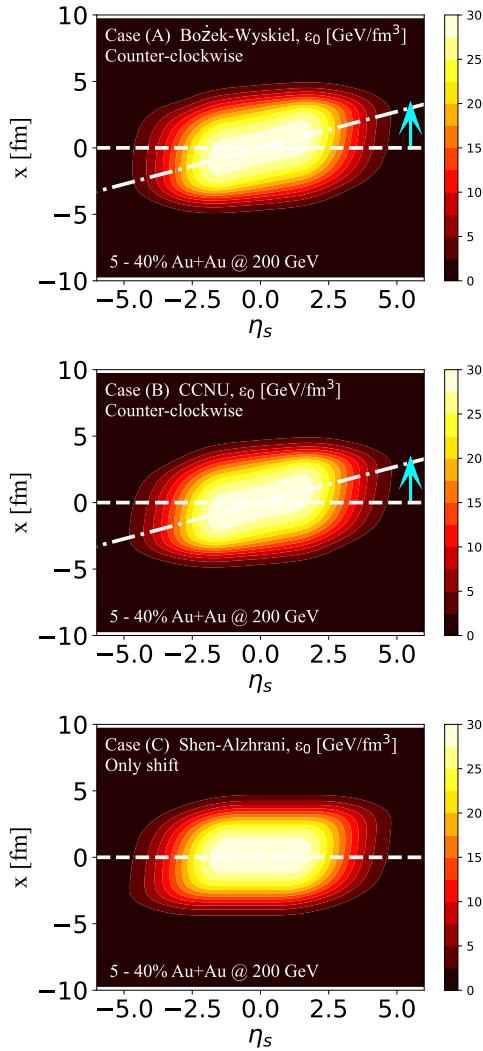 Case (A) Bożek-Wyskiel, ε₀ [GeV/fm³]
Counter-clockwise
5 - 40% Au+Au @ 200 GeV
10
5
0
−5
−10
x [fm]
−5.0 −2.5 0.0 2.5 5.0
ηₛ
30
25
20
15
10
5
0
Case (B) CCNU, ε₀ [GeV/fm³]
Counter-clockwise
5 - 40% Au+Au @ 200 GeV
10
5
0
−5
−10
x [fm]
−5.0 −2.5 0.0 2.5 5.0
ηₛ
30
25
20
15
10
5
0
Case (C) Shen-Alzhrani, ε₀ [GeV/fm³]
Only shift
5 - 40% Au+Au @ 200 GeV
10
5
0
−5
−10
x [fm]
−5.0 −2.5 0.0 2.5 5.0
ηₛ
30
25
20
15
10
5
0